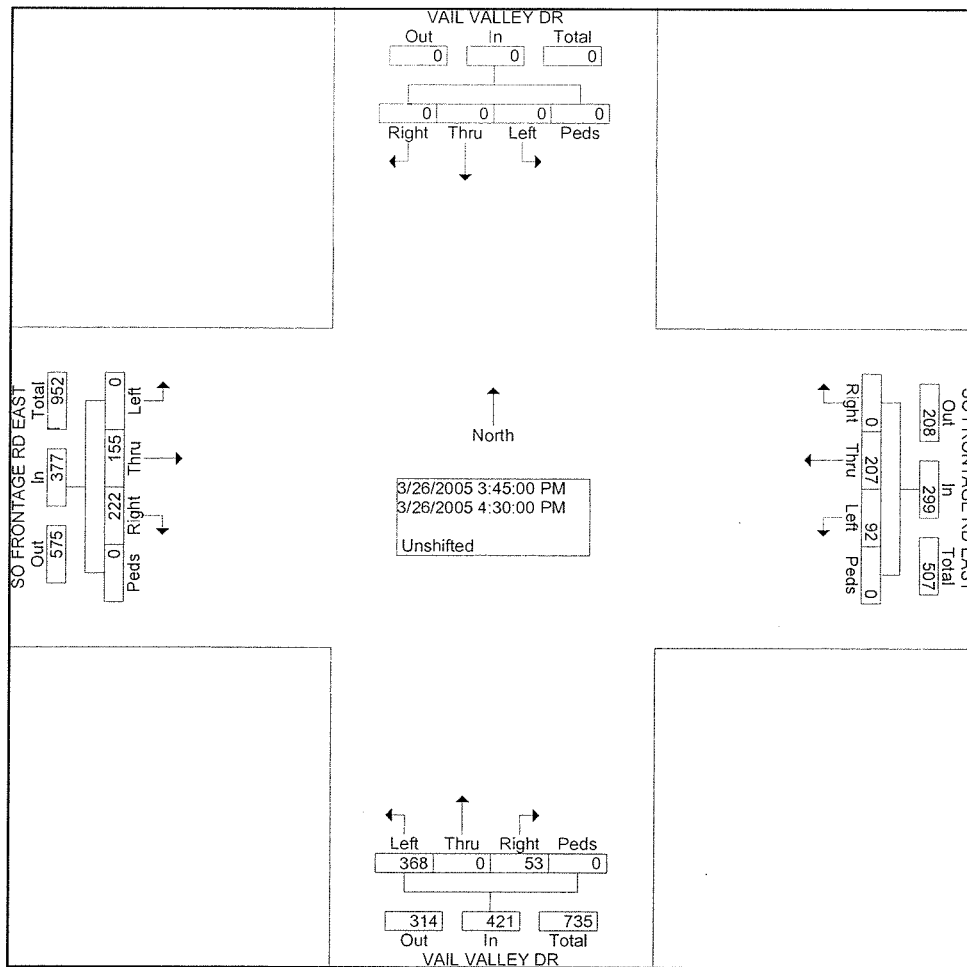 VAIL VALLEY DR
Out In Total
0 0 0
0 0 0 0
Right Thru Left Peds
SO FRONTAGE RD EAST
Total In Out
952 377 575
0 155 222 0
Left Thru Right Peds
North
3/26/2005 3:45:00 PM
3/26/2005 4:30:00 PM
Unshifted
Right Thru Left Peds
0 207 92 0
208 299 507
Out In Total
RD EAST
Left Thru Right Peds
368 0 53 0
314 421 735
Out In Total
VAIL VALLEY DR